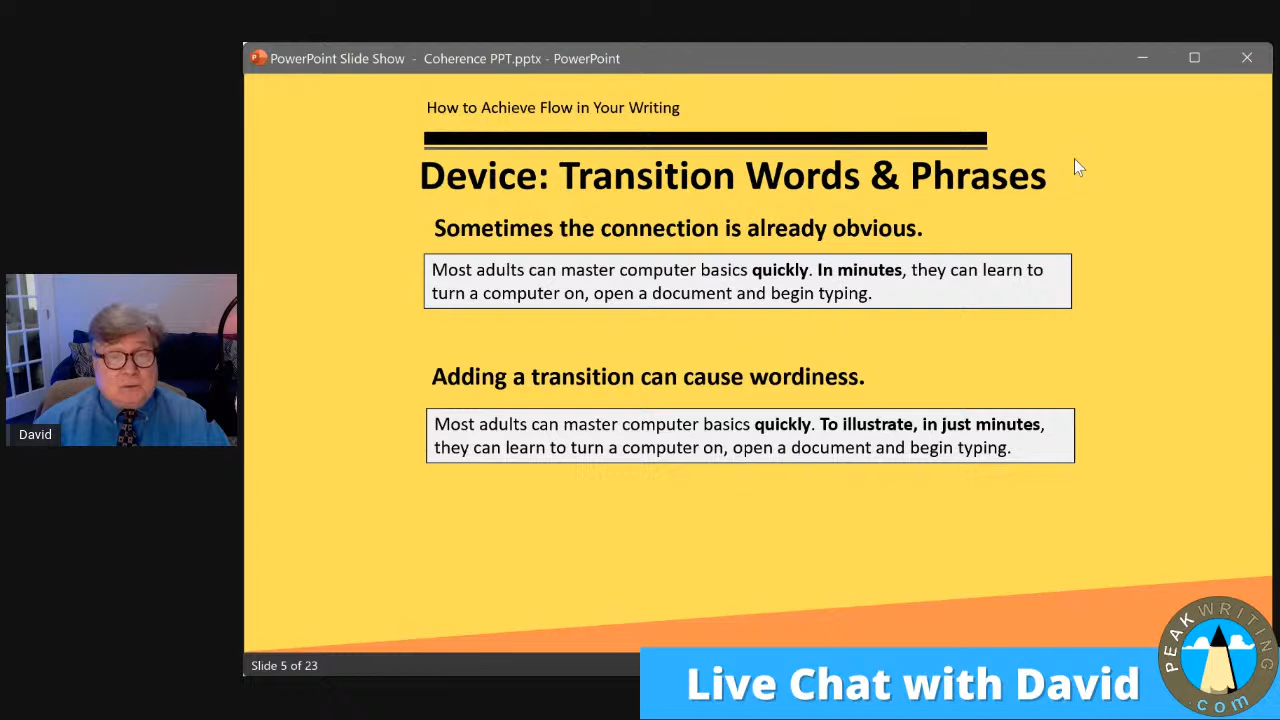 PowerPoint Slide Show - Coherence PPT.pptx - PowerPoint
How to Achieve Flow in Your Writing
Device: Transition Words & Phrases
Sometimes the connection is already obvious.
Most adults can master computer basics quickly. In minutes, they can learn to
turn a computer on, open a document and begin typing.
Adding a transition can cause wordiness.
Most adults can master computer basics quickly. To illustrate, in just minutes,
they can learn to turn a computer on, open a document and begin typing.
David
Slide 5 of 23
Live Chat with David
PEAKWRITING
.com